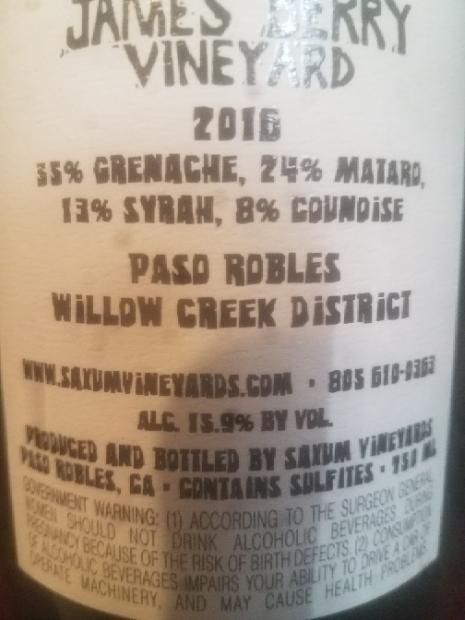 JAMES BERRY
VINEYARD
2016
55% GRENACHE, 24% MATARO,
13% SYRAH, 8% COUNOISE
PASO ROBLES
WILLOW CREEK DISTRICT
WWW.SAXUMVINEYARDS.COM · 805 610-0363
ALC. 15.9% BY VOL.
PRODUCED AND BOTTLED BY SAXUM VINEYARDS
PASO ROBLES, CA · CONTAINS SULFITES · 750 ML
GOVERNMENT WARNING: (1) ACCORDING TO THE SURGEON GENERAL
WOMEN SHOULD NOT DRINK ALCOHOLIC BEVERAGES DURING
PREGNANCY BECAUSE OF THE RISK OF BIRTH DEFECTS. (2) CONSUMPTION
OF ALCOHOLIC BEVERAGES IMPAIRS YOUR ABILITY TO DRIVE A CAR OR
OPERATE MACHINERY, AND MAY CAUSE HEALTH PROBLEMS.